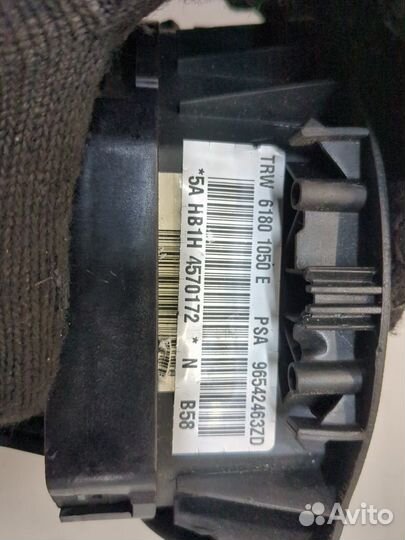 TRW 6180 1050 E PSA 96542463ZD
*5A HB1H 4570172 * N B58
Avito